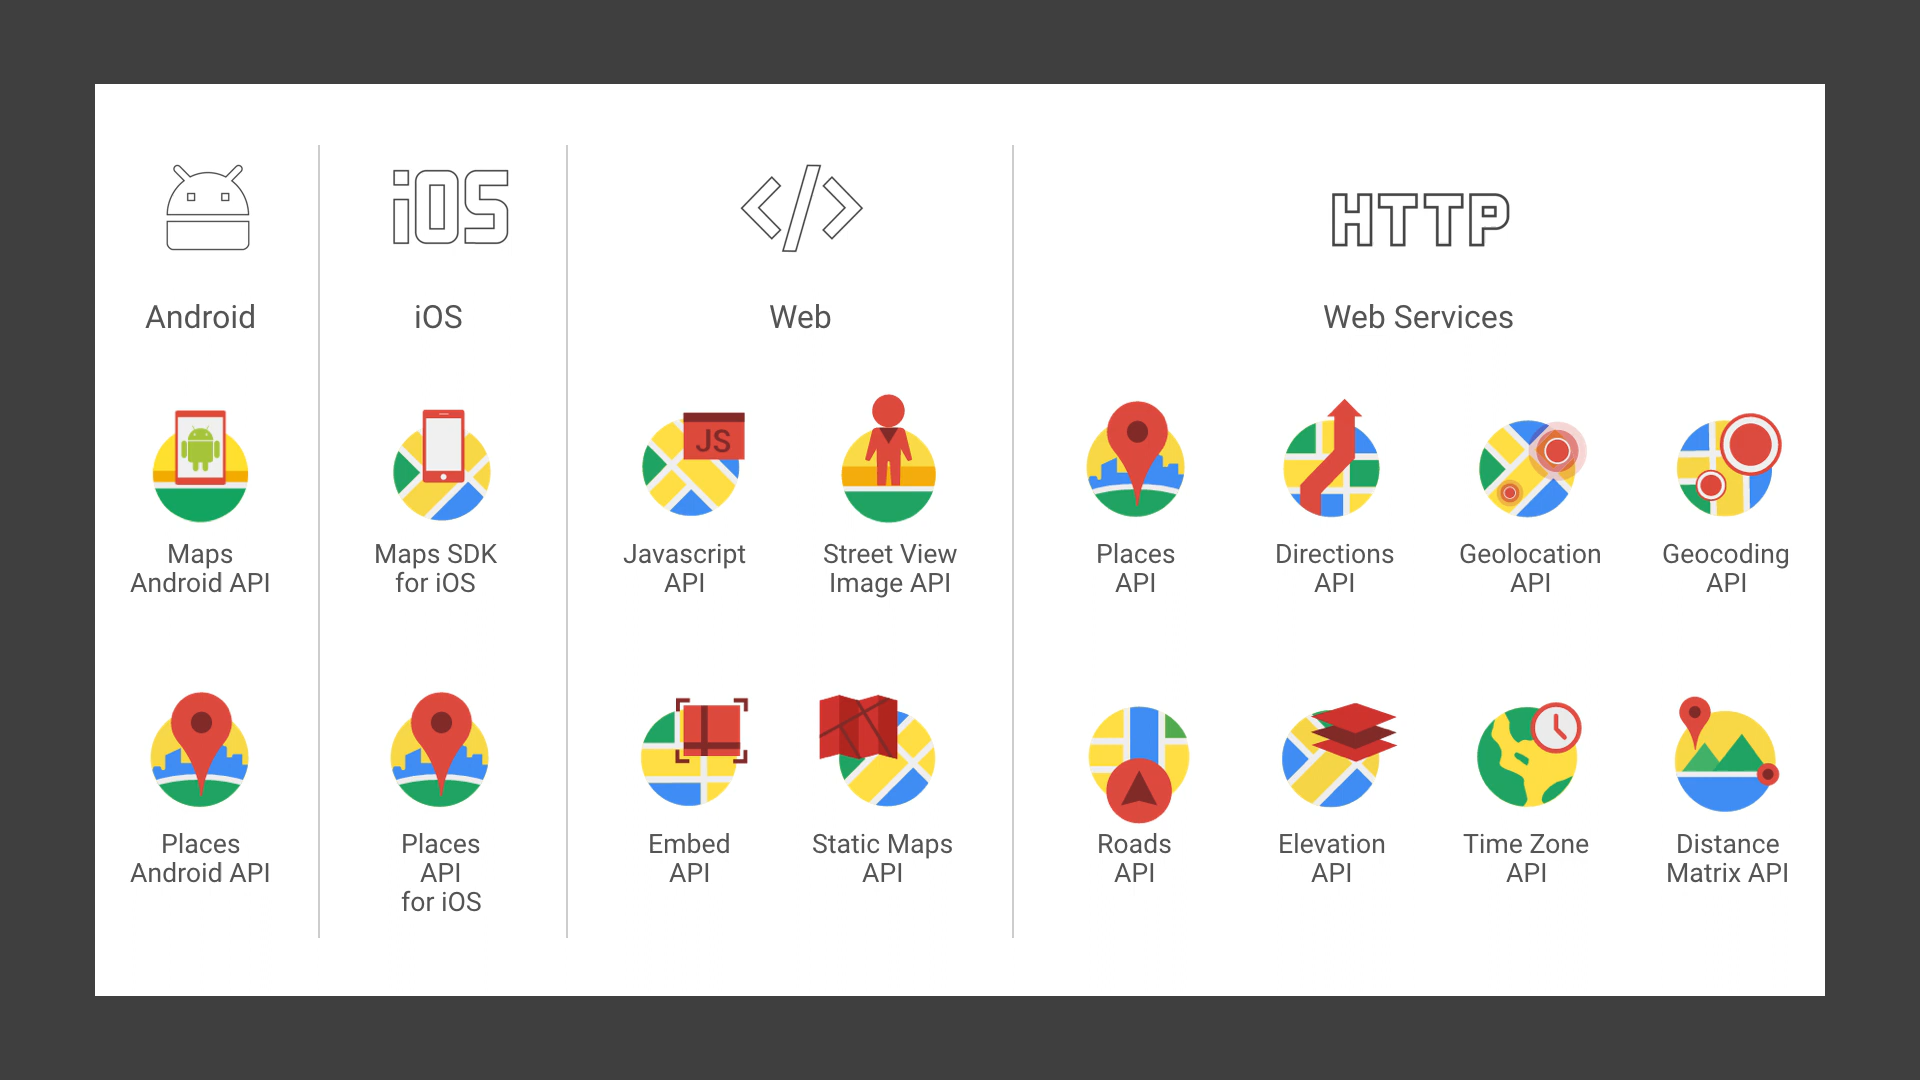 iOS
</>
HTTP
Android
iOS
Web
Web Services
JS
Maps
Android API
Maps SDK
for iOS
Javascript
API
Street View
Image API
Places
API
Directions
API
Geolocation
API
Geocoding
API
Places
Android API
Places
API
for iOS
Embed
API
Static Maps
API
Roads
API
Elevation
API
Time Zone
API
Distance
Matrix API